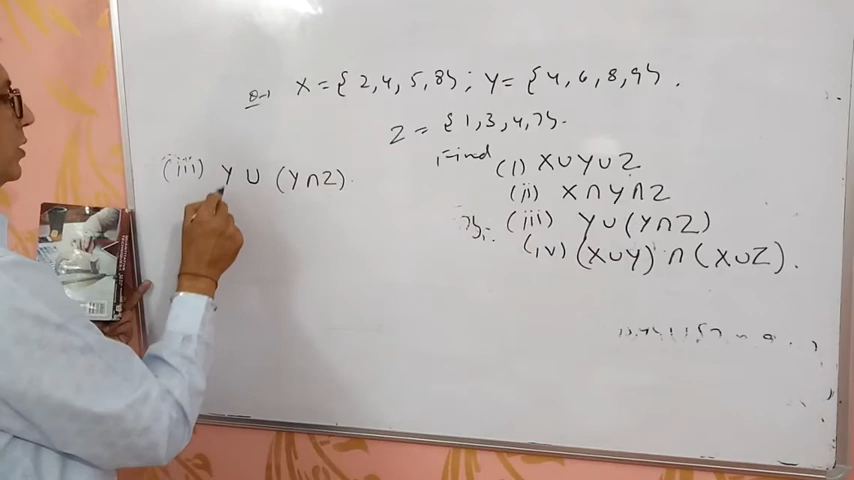 Q→ X = { 2, 4, 5, 8 } ; Y = { 4, 6, 8, 9 } .
Z = { 1, 3, 4, 7 }.
Find (i) X ∪ Y ∪ Z
(ii) X ∩ Y ∩ Z
(iii) Y ∪ (Y ∩ Z)
(iv) (X ∪ Y) ∩ (X ∪ Z) .
(iii) Y ∪ (Y ∩ Z) .